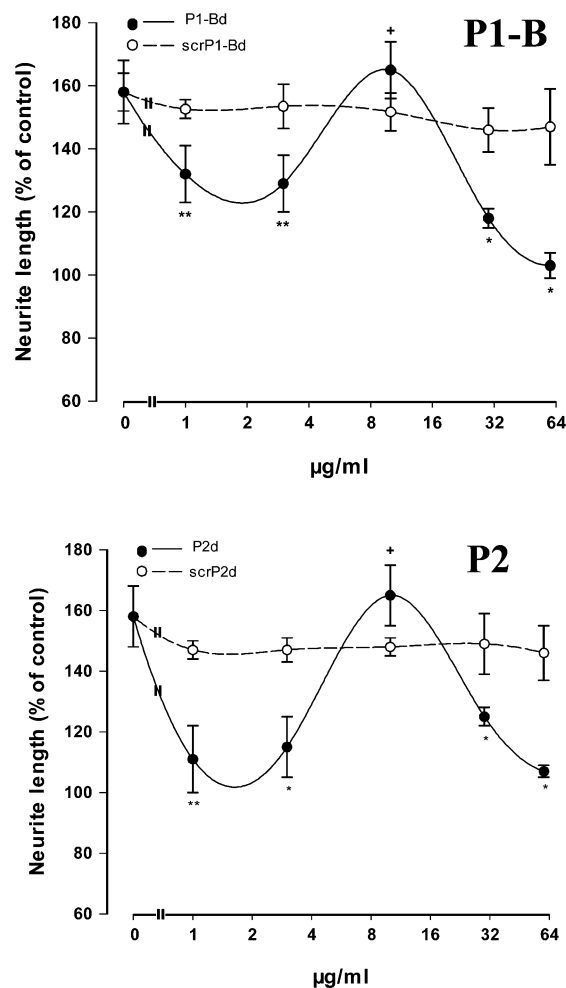 180
160
140
120
100
80
60
Neurite length (% of control)
P1-Bd
scrP1-Bd
P1-B
+
**
**
*
*
0 1 2 4 8 16 32 64
µg/ml
180
160
140
120
100
80
60
Neurite length (% of control)
P2d
scrP2d
P2
+
**
*
*
*
0 1 2 4 8 16 32 64
µg/ml